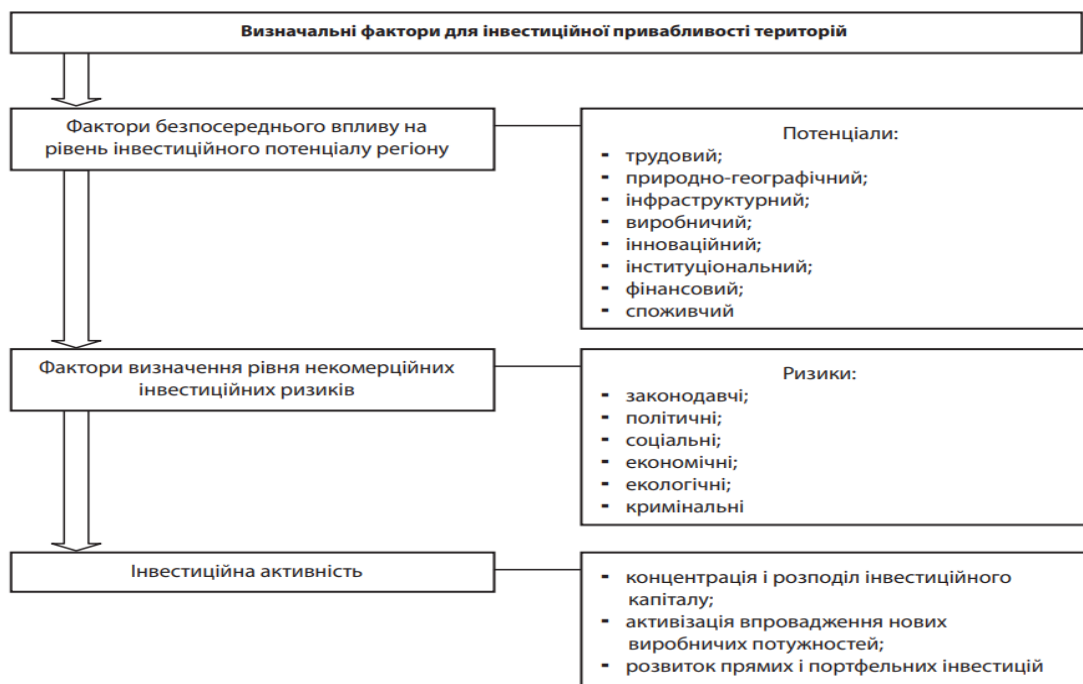 Визначальні фактори для інвестиційної привабливості територій
Фактори безпосереднього впливу на
рівень інвестиційного потенціалу регіону
Потенціали:
- трудовий;
- природно-географічний;
- інфраструктурний;
- виробничий;
- інноваційний;
- інституціональний;
- фінансовий;
- споживчий
Фактори визначення рівня некомерційних
інвестиційних ризиків
Ризики:
- законодавчі;
- політичні;
- соціальні;
- економічні;
- екологічні;
- кримінальні
Інвестиційна активність
- концентрація і розподіл інвестиційного
капіталу;
- активізація впровадження нових
виробничих потужностей;
- розвиток прямих і портфельних інвестицій